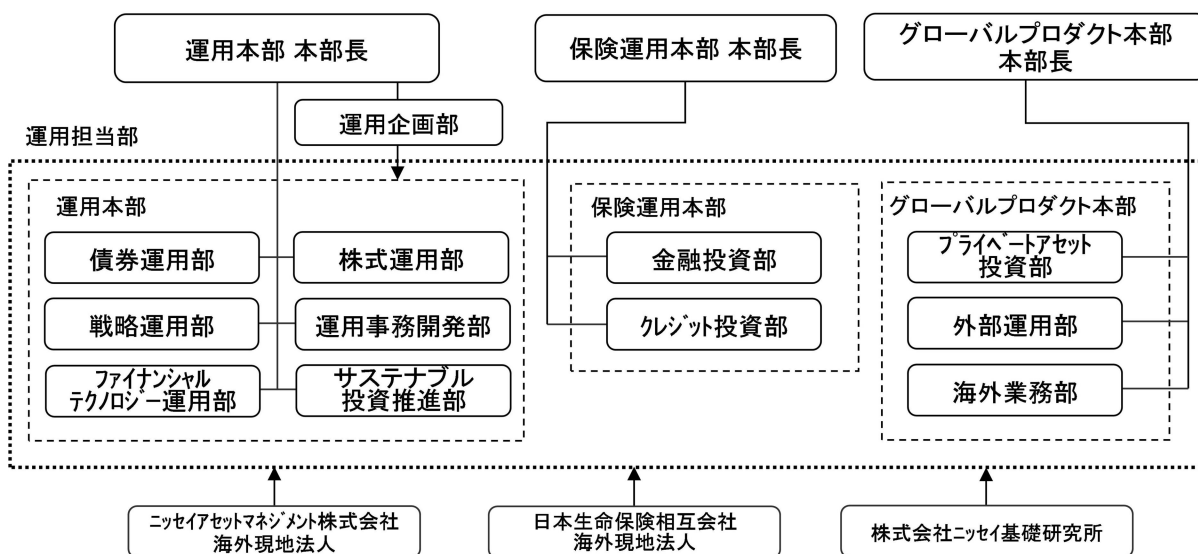 運用本部 本部長
保険運用本部 本部長
グローバルプロダクト本部
本部長
運用企画部
運用担当部
運用本部
債券運用部
株式運用部
戦略運用部
運用事務開発部
ファイナンシャル
テクノロジー運用部
サステナブル
投資推進部
保険運用本部
金融投資部
クレジット投資部
グローバルプロダクト本部
プライベートアセット
投資部
外部運用部
海外業務部
ニッセイアセットマネジメント株式会社
海外現地法人
日本生命保険相互会社
海外現地法人
株式会社ニッセイ基礎研究所